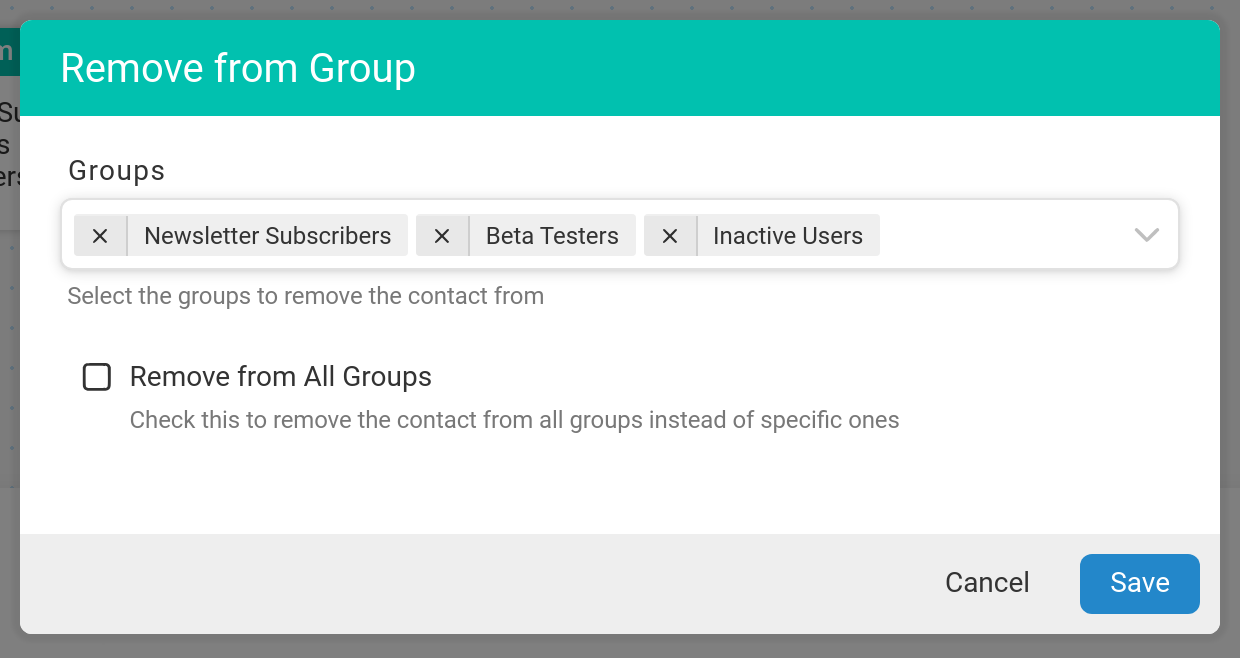 Remove from Group
Groups
Newsletter Subscribers
Beta Testers
Inactive Users
Select the groups to remove the contact from
Remove from All Groups
Check this to remove the contact from all groups instead of specific ones
Cancel
Save